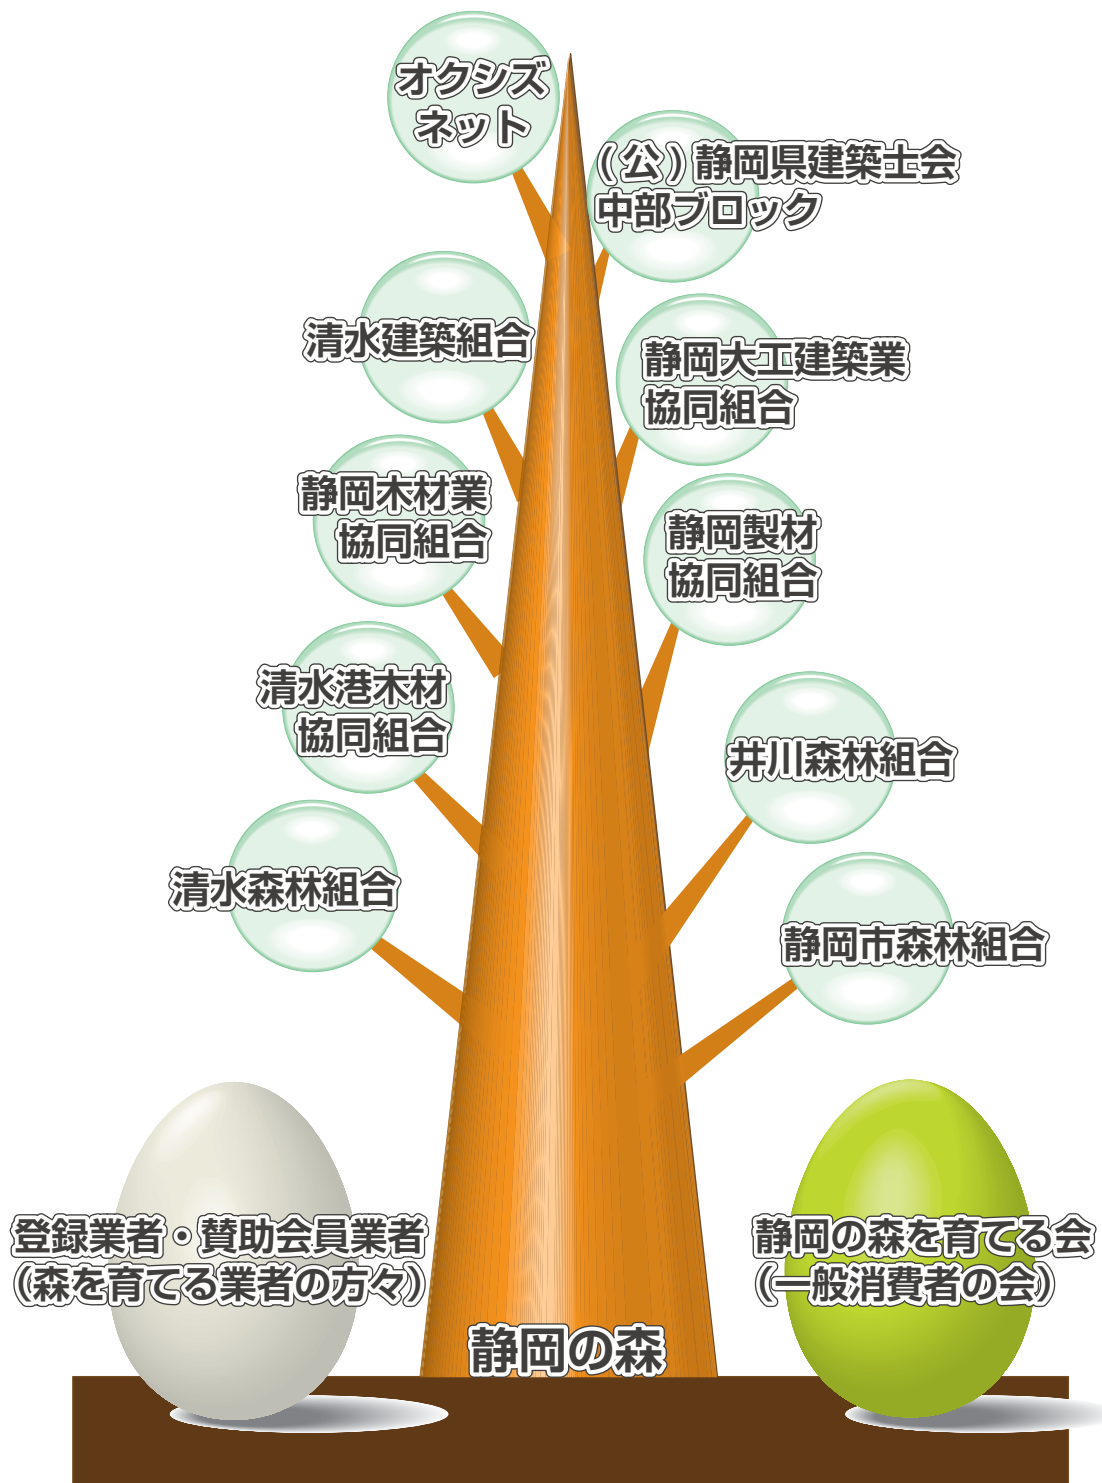 オクシズ
ネット
(公)静岡県建築士会
中部ブロック
清水建築組合
静岡大工建築業
協同組合
静岡木材業
協同組合
静岡製材
協同組合
清水港木材
協同組合
井川森林組合
清水森林組合
静岡市森林組合
登録業者・賛助会員業者
（森を育てる業者の方々）
静岡の森を育てる会
（一般消費者の会）
静岡の森